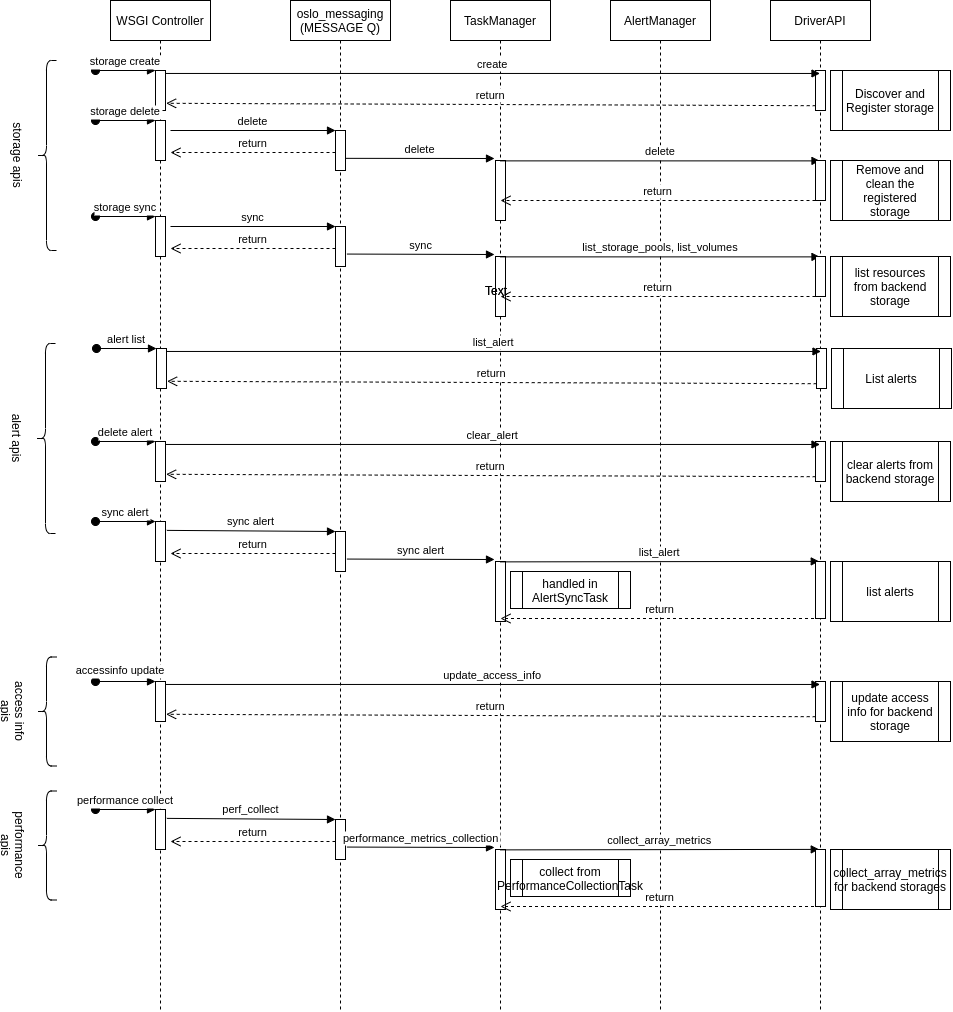 WSGI Controller
oslo_messaging
(MESSAGE Q)
TaskManager
AlertManager
DriverAPI
storage apis
storage create
create
return
Discover and
Register storage
storage delete
delete
return
delete
delete
return
Remove and
clean the
registered
storage
storage sync
sync
return
sync
list_storage_pools, list_volumes
Text
return
list resources
from backend
storage
alert apis
alert list
list_alert
return
List alerts
delete alert
clear_alert
return
clear alerts from
backend storage
sync alert
sync alert
return
sync alert
list_alert
handled in
AlertSyncTask
return
list alerts
access info
apis
accessinfo update
update_access_info
return
update access
info for backend
storage
performance
apis
performance collect
perf_collect
return
performance_metrics_collection
collect_array_metrics
collect from
PerformanceCollectionTask
return
collect_array_metrics
for backend storages